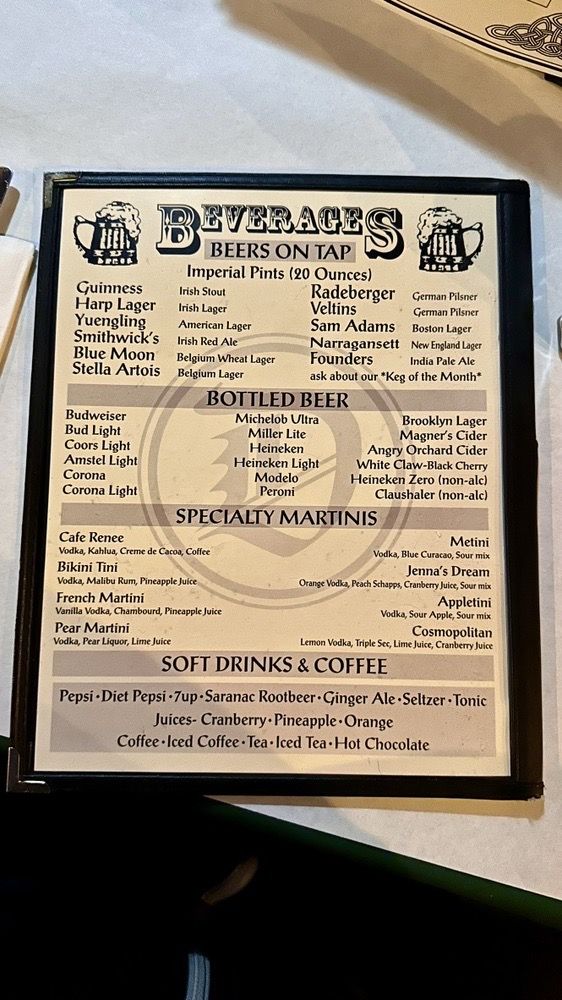 BEVERAGES
BEERS ON TAP
Imperial Pints (20 Ounces)
Guinness Irish Stout
Harp Lager Irish Lager
Yuengling American Lager
Smithwick's Irish Red Ale
Blue Moon Belgium Wheat Lager
Stella Artois Belgium Lager
Radeberger German Pilsner
Veltins German Pilsner
Sam Adams Boston Lager
Narragansett New England Lager
Founders India Pale Ale
ask about our *Keg of the Month*
BOTTLED BEER
Budweiser
Bud Light
Coors Light
Amstel Light
Corona
Corona Light
Michelob Ultra
Miller Lite
Heineken
Heineken Light
Modelo
Peroni
Brooklyn Lager
Magner's Cider
Angry Orchard Cider
White Claw-Black Cherry
Heineken Zero (non-alc)
Claushaler (non-alc)
SPECIALTY MARTINIS
Cafe Renee
Vodka, Kahlua, Creme de Cacoa, Coffee
Bikini Tini
Vodka, Malibu Rum, Pineapple Juice
French Martini
Vanilla Vodka, Chambourd, Pineapple Juice
Pear Martini
Vodka, Pear Liquor, Lime Juice
Metini
Vodka, Blue Curacao, Sour mix
Jenna's Dream
Orange Vodka, Peach Schapps, Cranberry Juice, Sour mix
Appletini
Vodka, Sour Apple, Sour mix
Cosmopolitan
Lemon Vodka, Triple Sec, Lime Juice, Cranberry Juice
SOFT DRINKS & COFFEE
Pepsi•Diet Pepsi•7up•Saranac Rootbeer•Ginger Ale•Seltzer•Tonic
Juices- Cranberry•Pineapple•Orange
Coffee•Iced Coffee•Tea•Iced Tea•Hot Chocolate